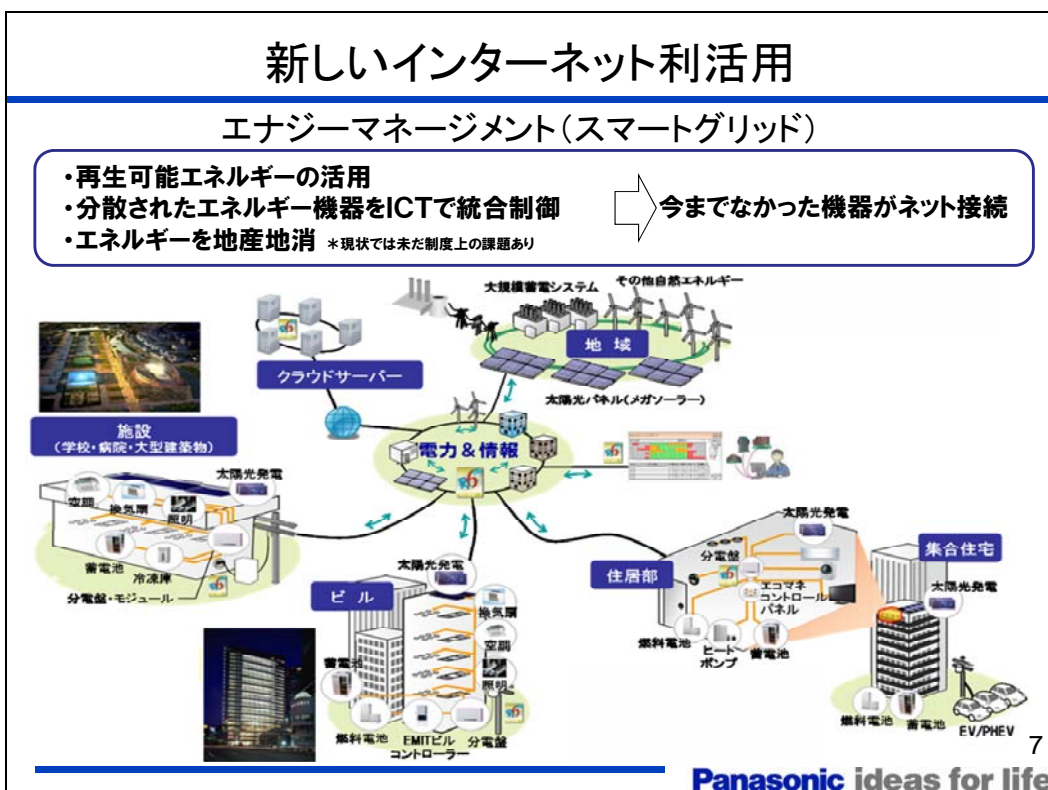 新しいインターネット利活用
エナジーマネージメント(スマートグリッド)
・再生可能エネルギーの活用
・分散されたエネルギー機器をICTで統合制御
・エネルギーを地産地消 *現状では未だ制度上の課題あり
今までなかった機器がネット接続
大規模蓄電システム
その他自然エネルギー
地域
太陽光パネル(メガソーラー)
クラウドサーバー
電力&情報
施設
(学校・病院・大型建築物)
太陽光発電
空調
換気扇
照明
蓄電池
冷凍庫
分電盤・モジュール
ビル
太陽光発電
換気扇
空調
照明
蓄電池
燃料電池
EMITビル
コントローラー
分電盤
住居部
太陽光発電
分電盤
エコマネ
コントロール
パネル
燃料電池
ヒート
ポンプ
蓄電池
集合住宅
太陽光発電
燃料電池
蓄電池
EV/PHEV
7
Panasonic ideas for life